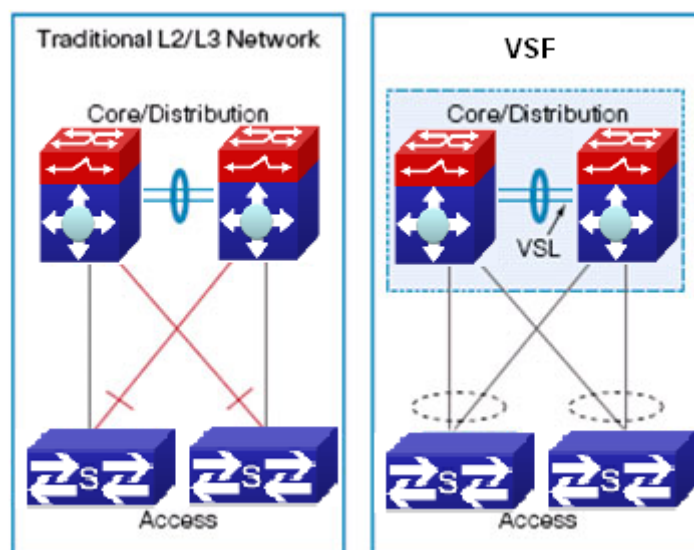 Traditional L2/L3 Network
Core/Distribution
S
S
Access
VSF
Core/Distribution
VSL
S
S
Access